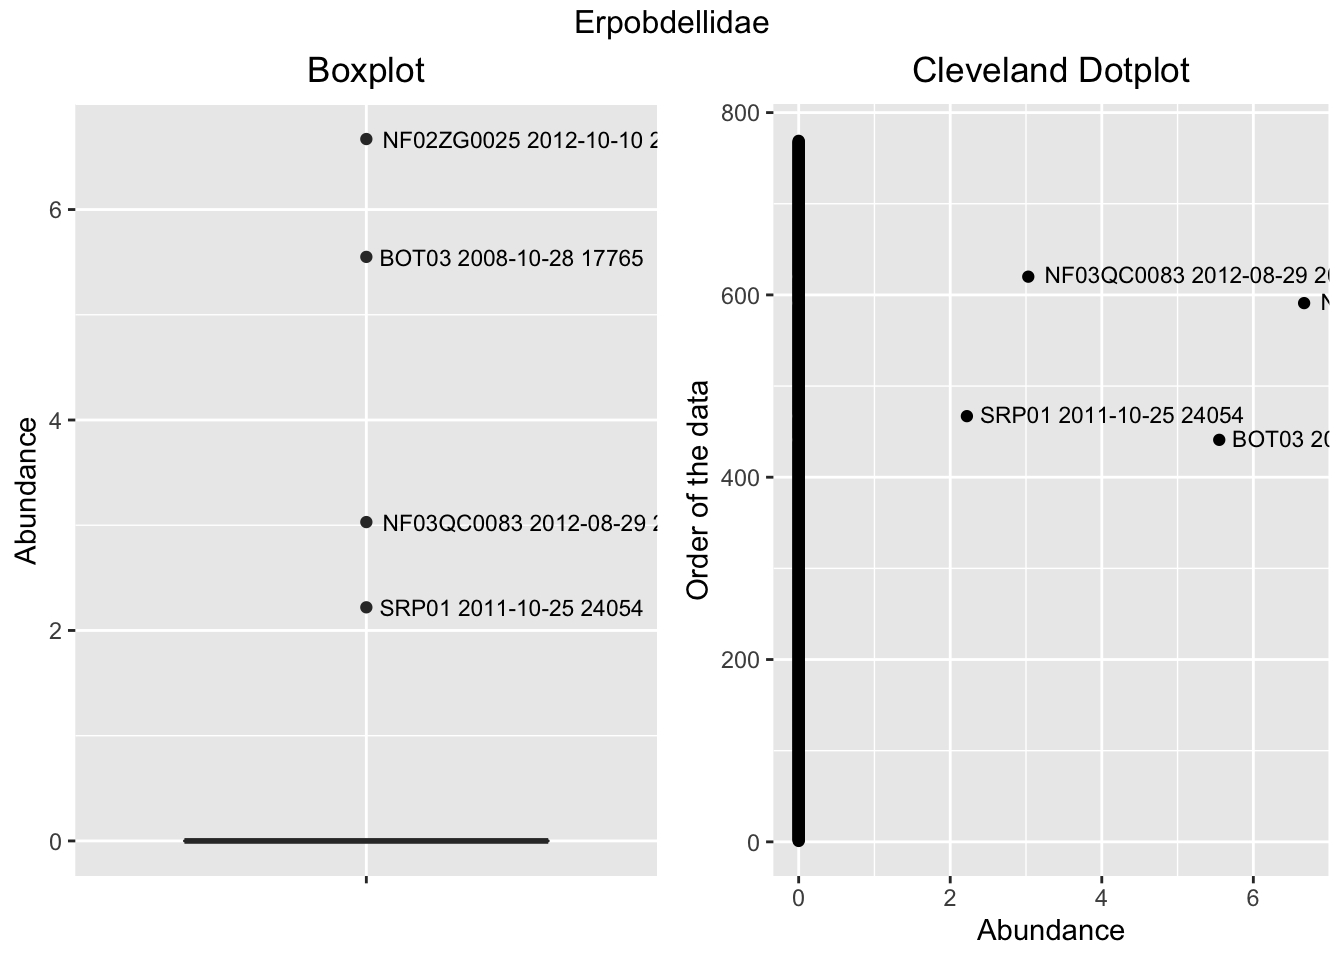 Erpobdellidae
Boxplot
Abundance
6
4
2
0
NF02ZG0025 2012-10-10
BOT03 2008-10-28 17765
NF03QC0083 2012-08-29
SRP01 2011-10-25 24054
Cleveland Dotplot
Order of the data
800
600
400
200
0
NF03QC0083 2012-08-29
SRP01 2011-10-25 24054
BOT03
0 2 4 6
Abundance